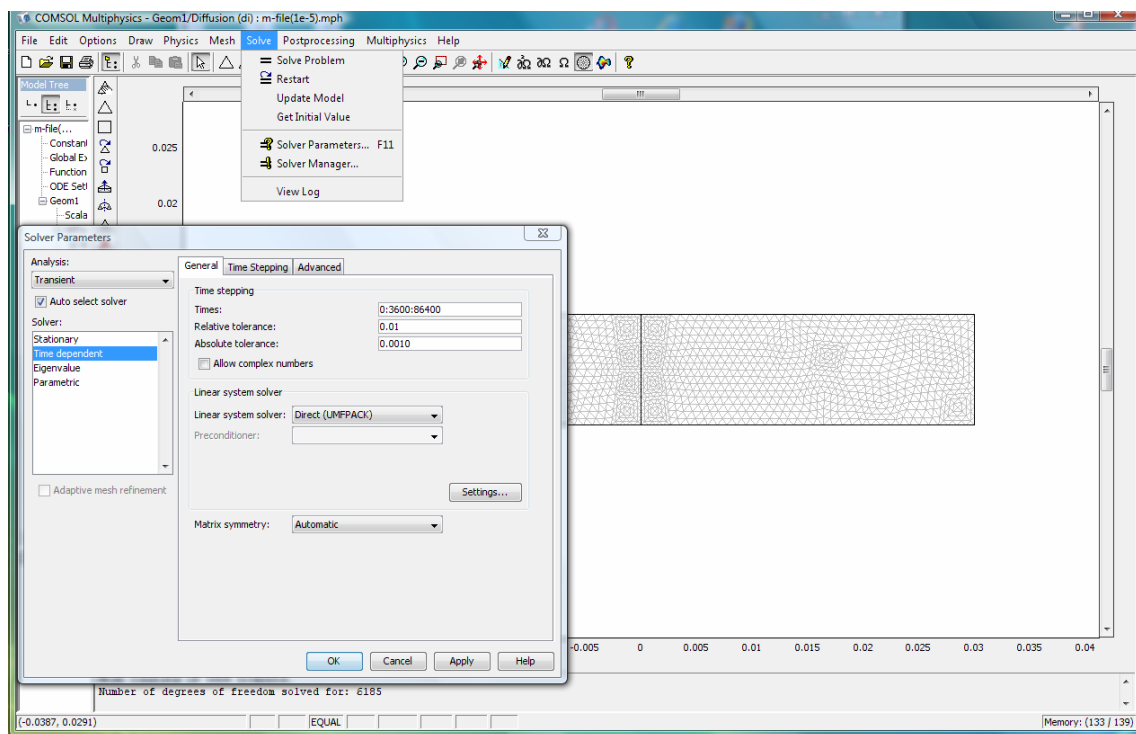 COMSOL Multiphysics - Geom1/Diffusion (di) : m-file(1e-5).mph
File Edit Options Draw Physics Mesh Solve Postprocessing Multiphysics Help
Solve Problem
Restart
Update Model
Get Initial Value
Solver Parameters... F11
Solver Manager...
View Log
Model Tree
m-file(...
Constant
Global Ex
Function
ODE Sett
Geom1
Scala
0.025
0.02
Solver Parameters
Analysis:
Transient
Auto select solver
Solver:
Stationary
Time dependent
Eigenvalue
Parametric
Adaptive mesh refinement
General Time Stepping Advanced
Time stepping
Times: 0:3600:86400
Relative tolerance: 0.01
Absolute tolerance: 0.0010
Allow complex numbers
Linear system solver
Linear system solver: Direct (UMFPACK)
Preconditioner:
Settings...
Matrix symmetry: Automatic
OK Cancel Apply Help
-0.005 0 0.005 0.01 0.015 0.02 0.025 0.03 0.035 0.04
Number of degrees of freedom solved for: 6185
(-0.0387, 0.0291) EQUAL Memory: (133 / 139)